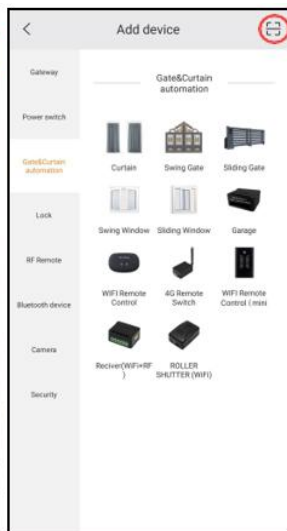 Add device
Gateway
Power switch
Gate&Curtain
automation
Lock
RF Remote
Bluetooth device
Camera
Security
Gate&Curtain
automation
Curtain
Swing Gate
Sliding Gate
Swing Window
Sliding Window
Garage
WIFI Remote
Control
4G Remote
Switch
WIFI Remote
Control ( mini
Reciver(WiFi+RF
)
ROLLER
SHUTTER (WiFi)